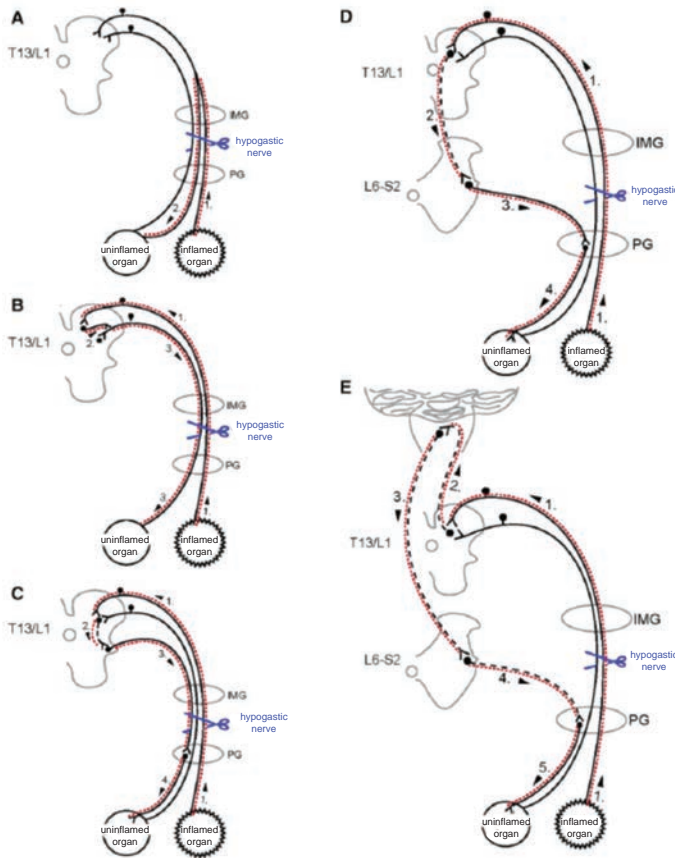 A
T13/L1
IMG
hypogastic
nerve
PG
2.
1.
uninflamed
organ
inflamed
organ
B
1.
T13/L1
2.
3.
IMG
hypogastic
nerve
PG
3.
1.
uninflamed
organ
inflamed
organ
C
1.
T13/L1
2.
3.
IMG
hypogastic
nerve
PG
4.
1.
uninflamed
organ
inflamed
organ
D
1.
T13/L1
2.
IMG
L6-S2
hypogastic
nerve
3.
PG
4.
1.
uninflamed
organ
inflamed
organ
E
3.
2.
1.
T13/L1
IMG
L6-S2
hypogastic
nerve
4.
PG
5.
1.
uninflamed
organ
inflamed
organ